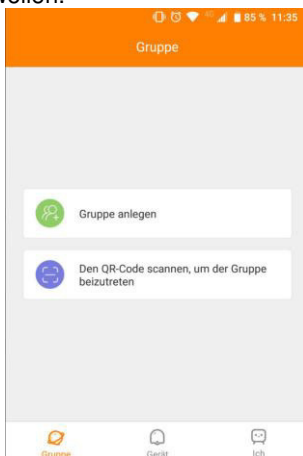 wollen.
85 % 11:35
Gruppe
Gruppe anlegen
Den QR-Code scannen, um der Gruppe
beizutreten
Gruppe
Gerät
Ich